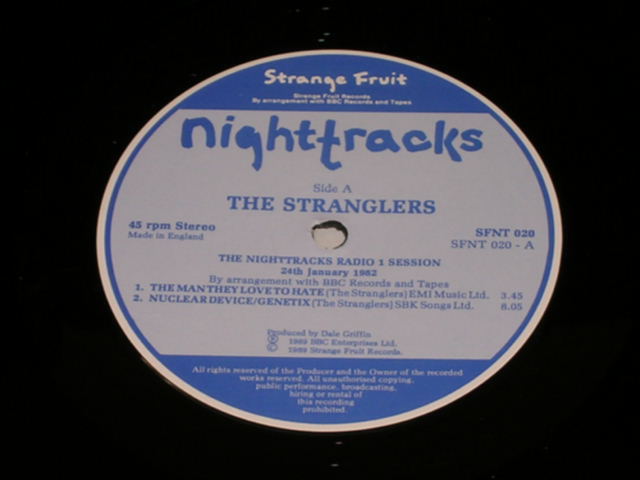 Strange Fruit
Strange Fruit Records
By arrangement with BBC Records and Tapes
nighttracks
Side A
THE STRANGLERS
45 rpm Stereo
Made in England
SFNT 020
SFNT 020 - A
THE NIGHTTRACKS RADIO 1 SESSION
24th January 1982
By arrangement with BBC Records and Tapes
1. THE MAN THEY LOVE TO HATE (The Stranglers) EMI Music Ltd. 3.45
2. NUCLEAR DEVICE/GENETIX (The Stranglers) SBK Songs Ltd. 8.05
Produced by Dale Griffin
℗ 1989 BBC Enterprises Ltd.
© 1989 Strange Fruit Records.
All rights reserved of the Producer and the Owner of the recorded
works reserved. All unauthorised copying,
public performance, broadcasting,
hiring or rental of
this recording
prohibited.